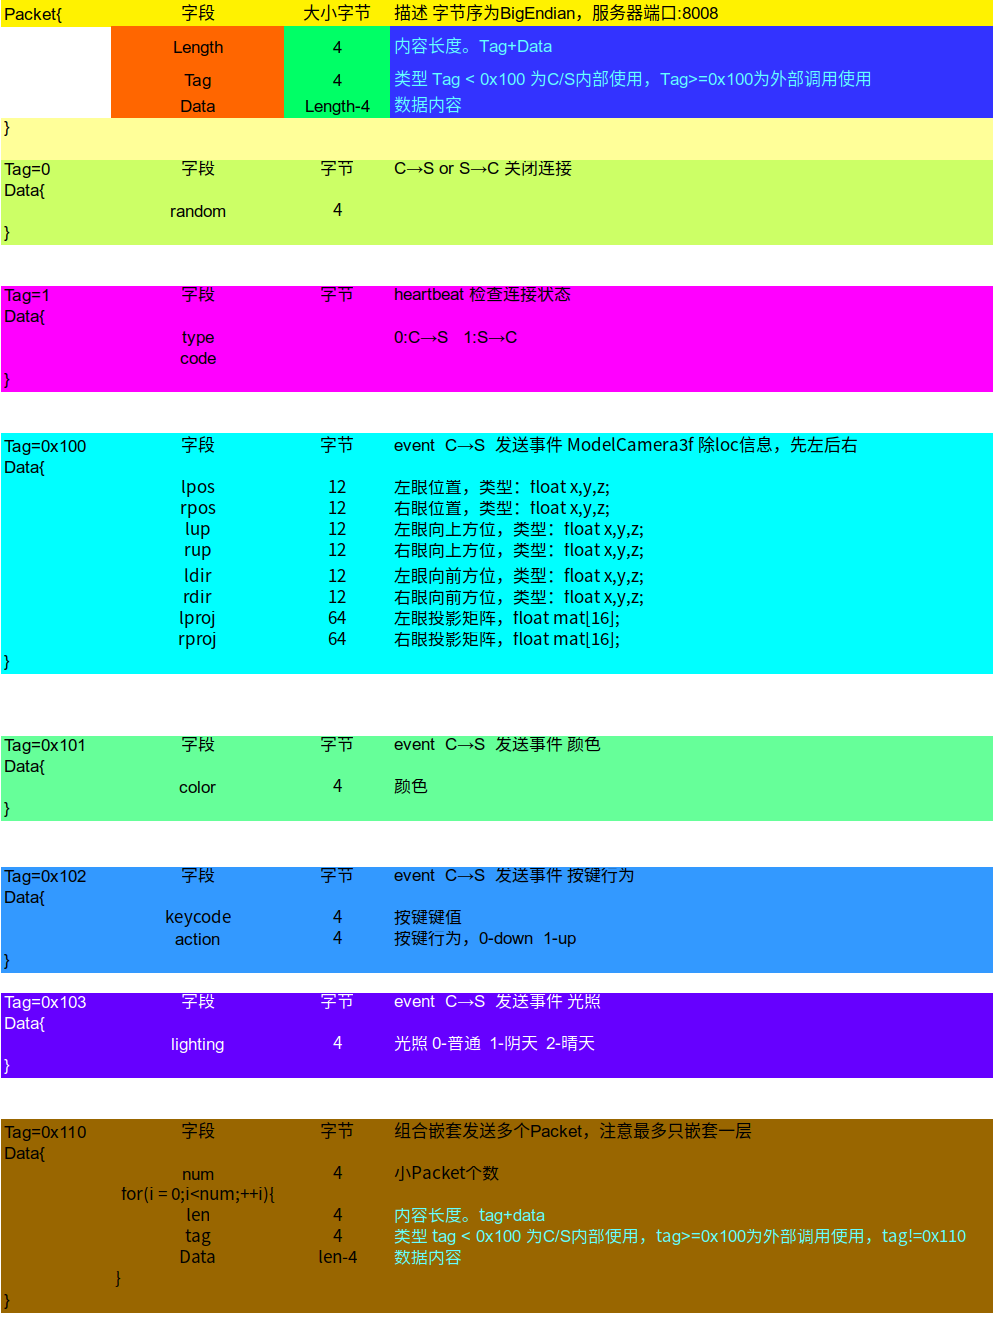 Packet{ 字段 大小字节 描述 字节序为BigEndian，服务器端口:8008
Length 4 内容长度。Tag+Data
Tag 4 类型 Tag < 0x100 为C/S内部使用，Tag>=0x100为外部调用使用
Data Length-4 数据内容
}
Tag=0 字段 字节 C→S or S→C 关闭连接
Data{
random 4
}
Tag=1 字段 字节 heartbeat 检查连接状态
Data{
type 0:C→S 1:S→C
code
}
Tag=0x100 字段 字节 event C→S 发送事件 ModelCamera3f 除loc信息，先左后右
Data{
lpos 12 左眼位置，类型：float x,y,z;
rpos 12 右眼位置，类型：float x,y,z;
lup 12 左眼向上方位，类型：float x,y,z;
rup 12 右眼向上方位，类型：float x,y,z;
ldir 12 左眼向前方位，类型：float x,y,z;
rdir 12 右眼向前方位，类型：float x,y,z;
lproj 64 左眼投影矩阵，float mat[16];
rproj 64 右眼投影矩阵，float mat[16];
}
Tag=0x101 字段 字节 event C→S 发送事件 颜色
Data{
color 4 颜色
}
Tag=0x102 字段 字节 event C→S 发送事件 按键行为
Data{
keycode 4 按键键值
action 4 按键行为，0-down 1-up
}
Tag=0x103 字段 字节 event C→S 发送事件 光照
Data{
lighting 4 光照 0-普通 1-阴天 2-晴天
}
Tag=0x110 字段 字节 组合嵌套发送多个Packet，注意最多只嵌套一层
Data{
num 4 小Packet个数
for(i = 0;i<num;++i){
len 4 内容长度。tag+data
tag 4 类型 tag < 0x100 为C/S内部使用，tag>=0x100为外部调用使用，tag!=0x110
Data len-4 数据内容
}
}